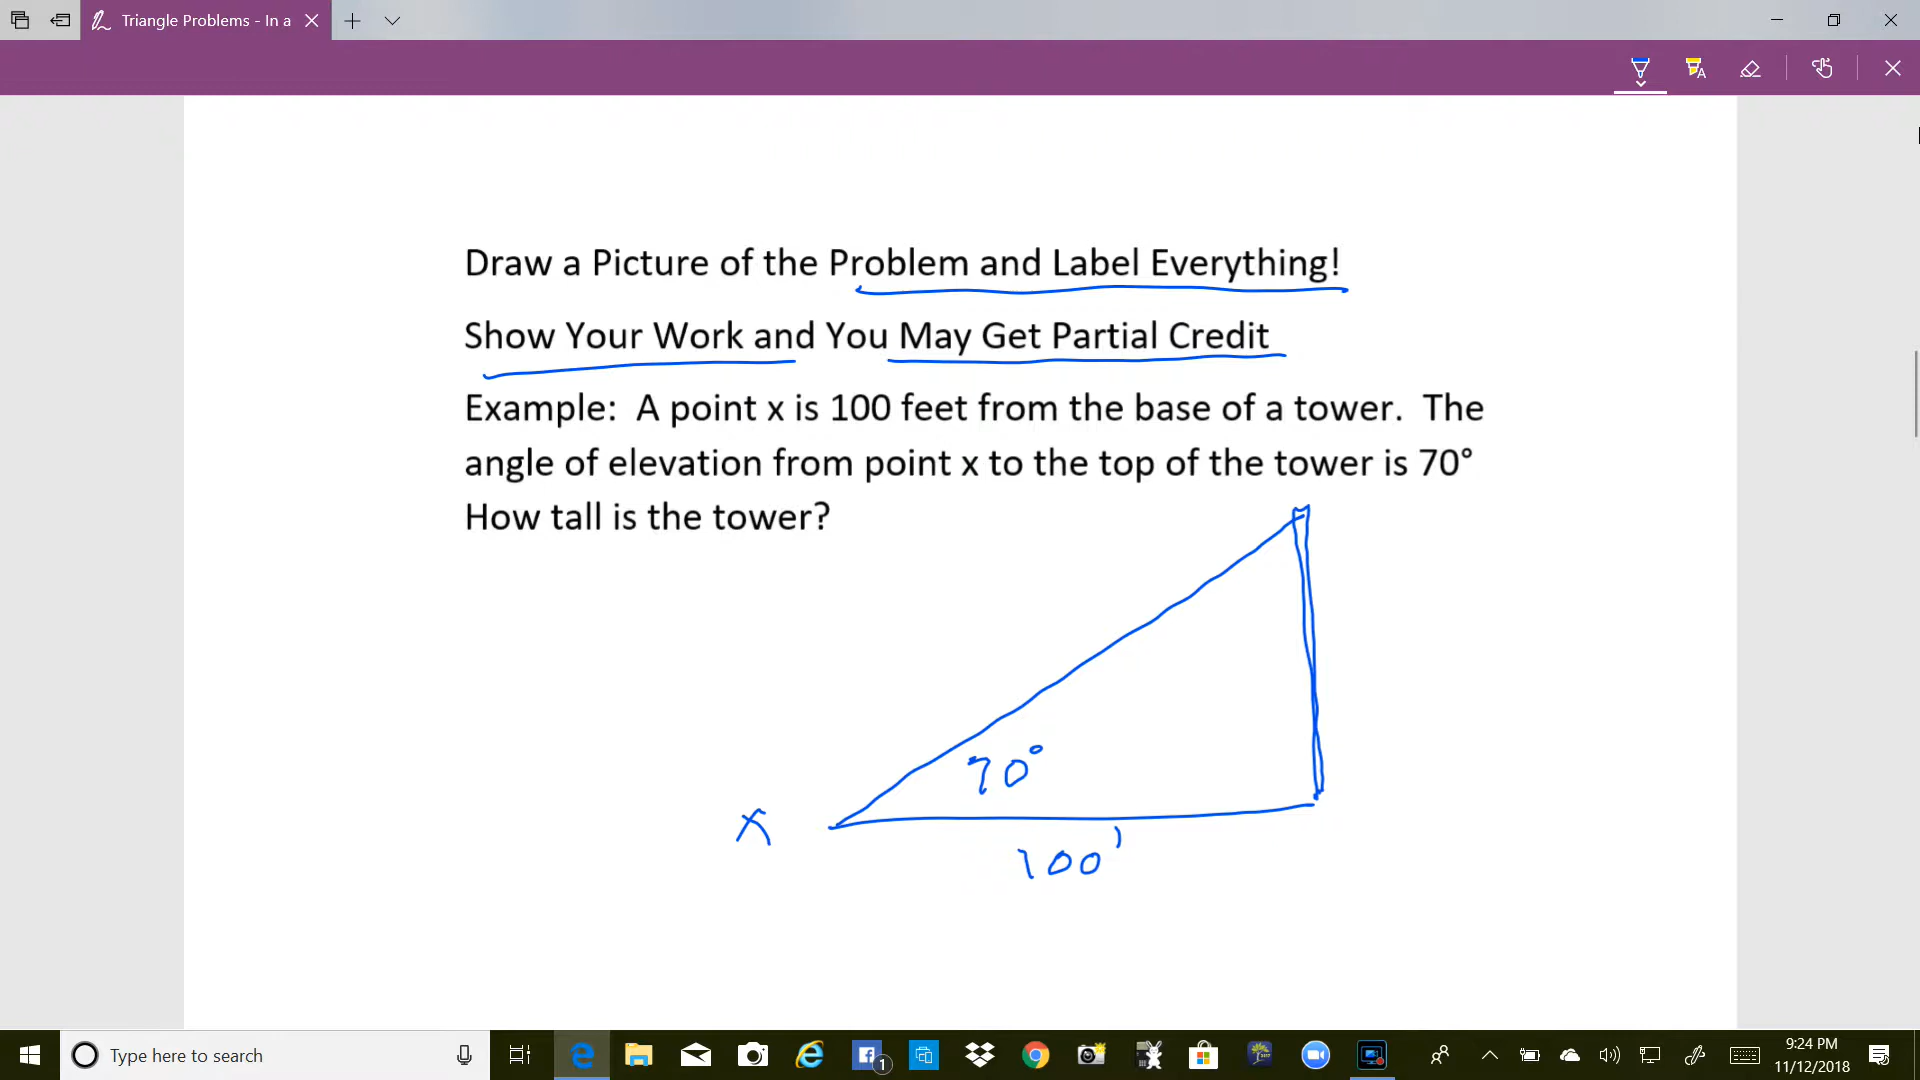 Triangle Problems - In a
Draw a Picture of the Problem and Label Everything!
Show Your Work and You May Get Partial Credit
Example: A point x is 100 feet from the base of a tower. The
angle of elevation from point x to the top of the tower is 70°
How tall is the tower?
70°
x
100'
Type here to search
1
9:24 PM
11/12/2018